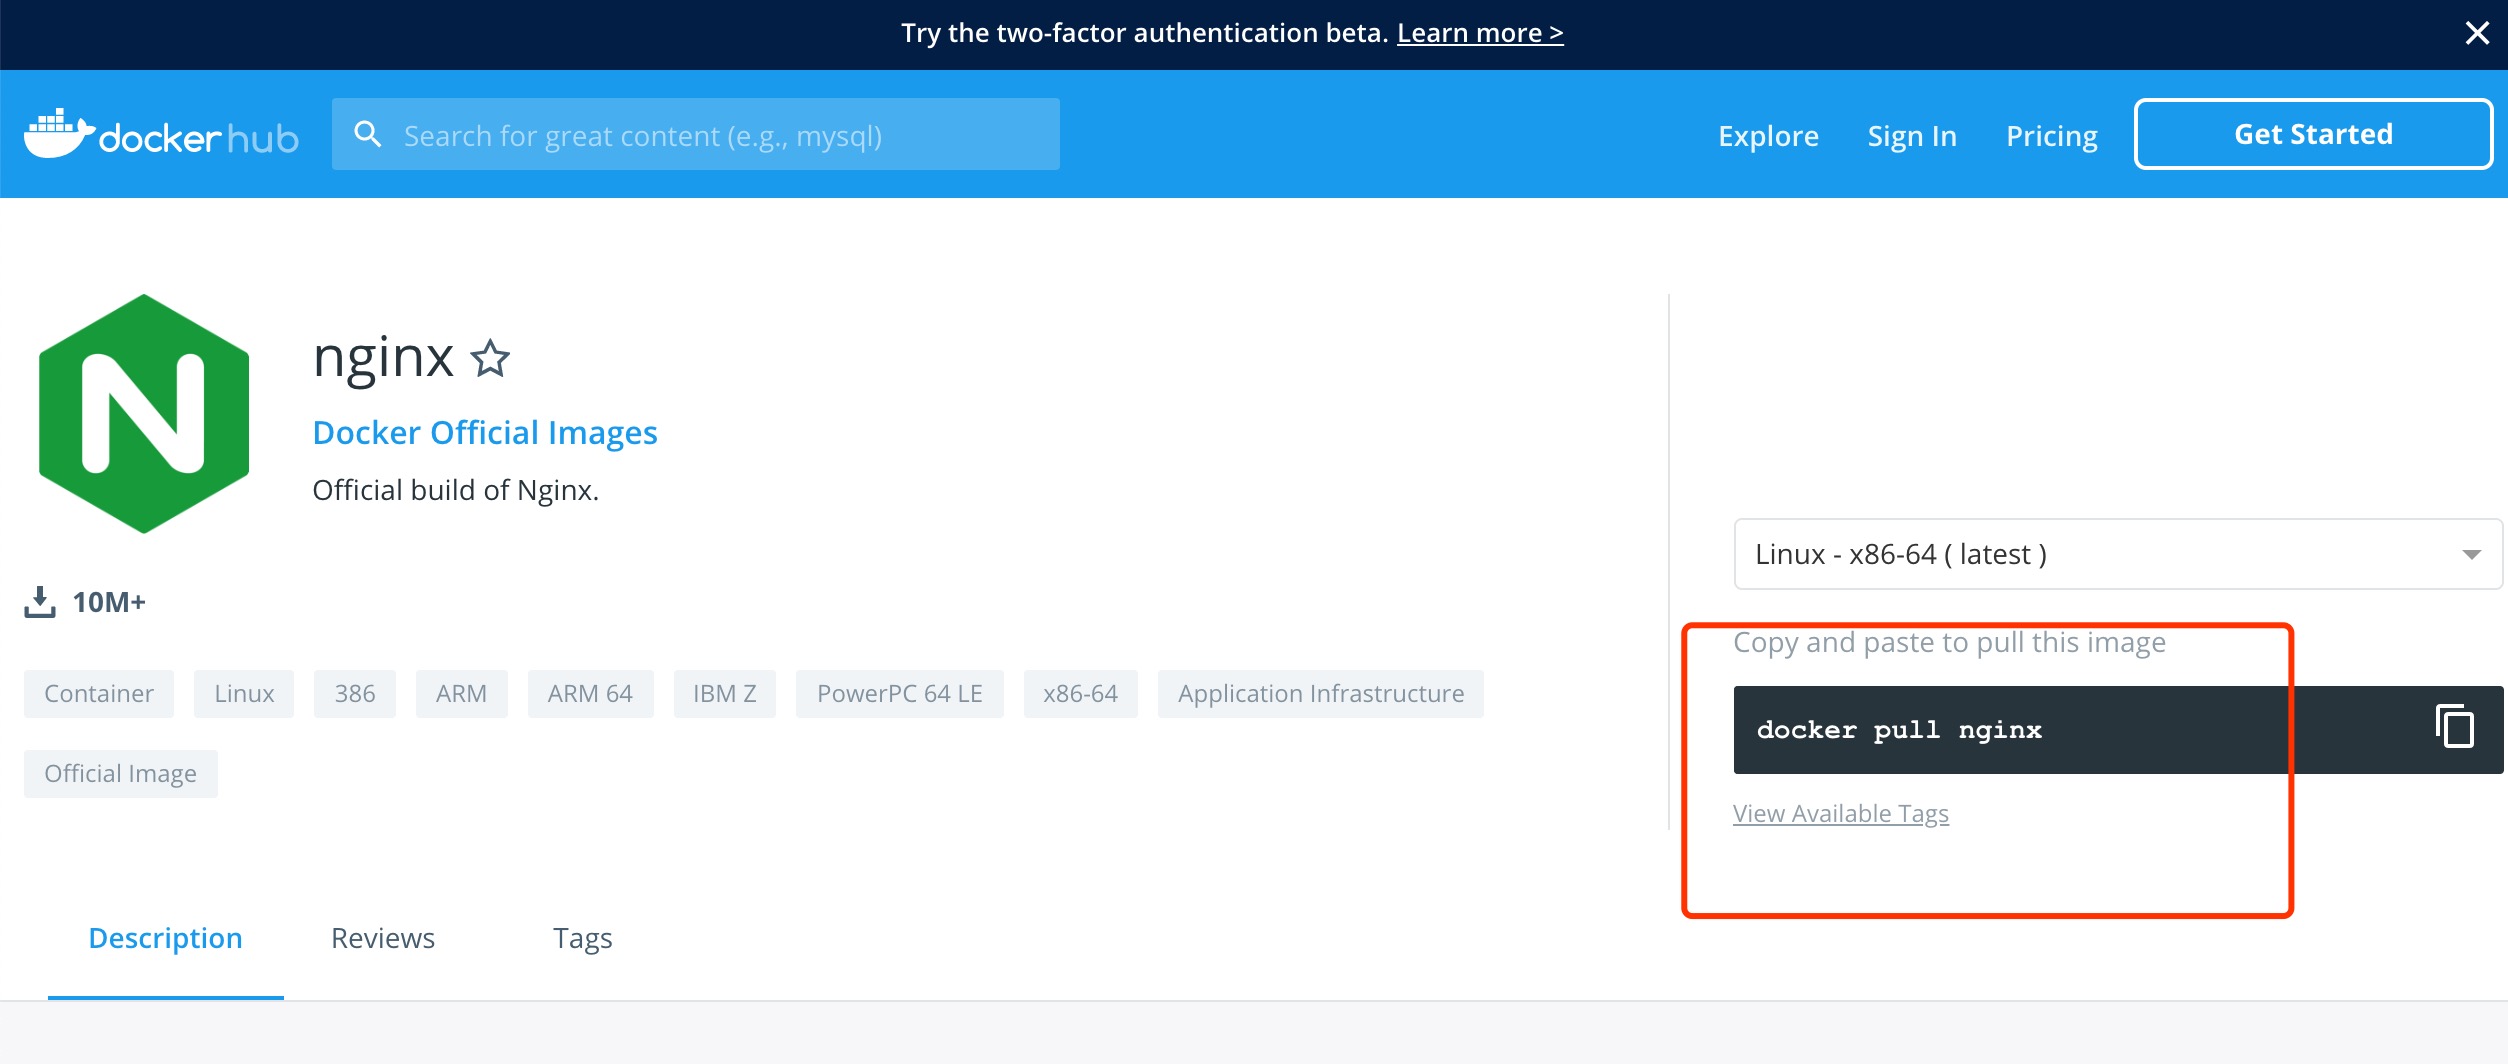 Try the two-factor authentication beta. Learn more >
dockerhub
Search for great content (e.g., mysql)
Explore
Sign In
Pricing
Get Started
nginx
Docker Official Images
Official build of Nginx.
10M+
Container
Linux
386
ARM
ARM 64
IBM Z
PowerPC 64 LE
x86-64
Application Infrastructure
Official Image
Linux - x86-64 ( latest )
Copy and paste to pull this image
docker pull nginx
View Available Tags
Description
Reviews
Tags